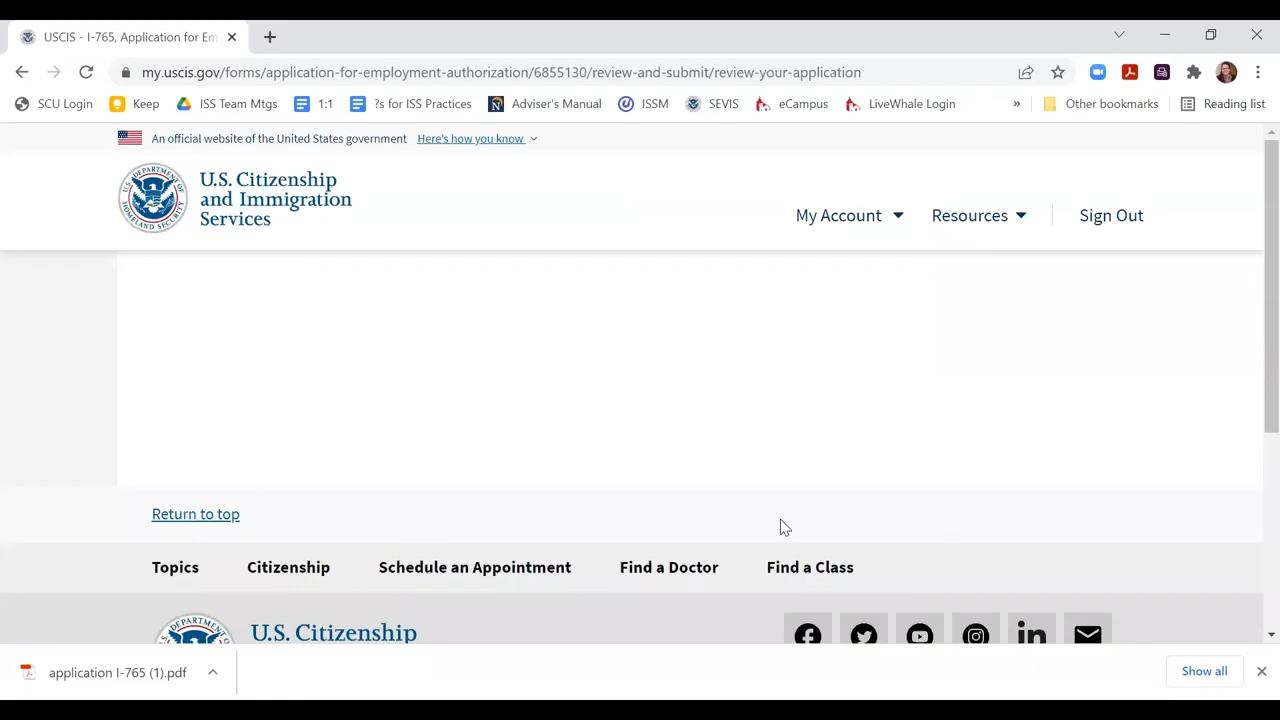 USCIS - I-765, Application for Em
my.uscis.gov/forms/application-for-employment-authorization/6855130/review-and-submit/review-your-application
SCU Login Keep ISS Team Mtgs 1:1 ?s for ISS Practices Adviser's Manual ISSM SEVIS eCampus LiveWhale Login » Other bookmarks Reading list
An official website of the United States government Here's how you know
U.S. Citizenship
and Immigration
Services
My Account Resources Sign Out
Return to top
Topics Citizenship Schedule an Appointment Find a Doctor Find a Class
U.S. Citizenship
application I-765 (1).pdf Show all